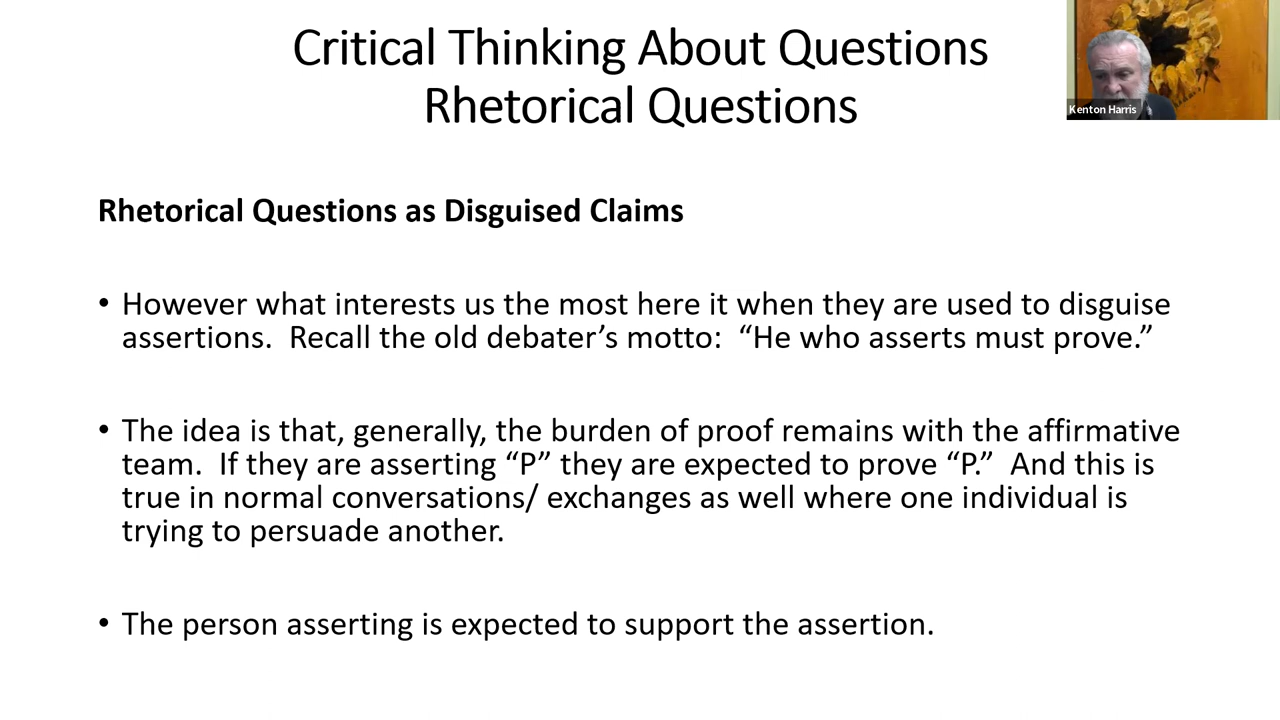 Critical Thinking About Questions
Rhetorical Questions
Kenton Harris
Rhetorical Questions as Disguised Claims
• However what interests us the most here it when they are used to disguise
assertions.  Recall the old debater’s motto:  “He who asserts must prove.”
• The idea is that, generally, the burden of proof remains with the affirmative
team.  If they are asserting “P” they are expected to prove “P.”  And this is
true in normal conversations/ exchanges as well where one individual is
trying to persuade another.
• The person asserting is expected to support the assertion.